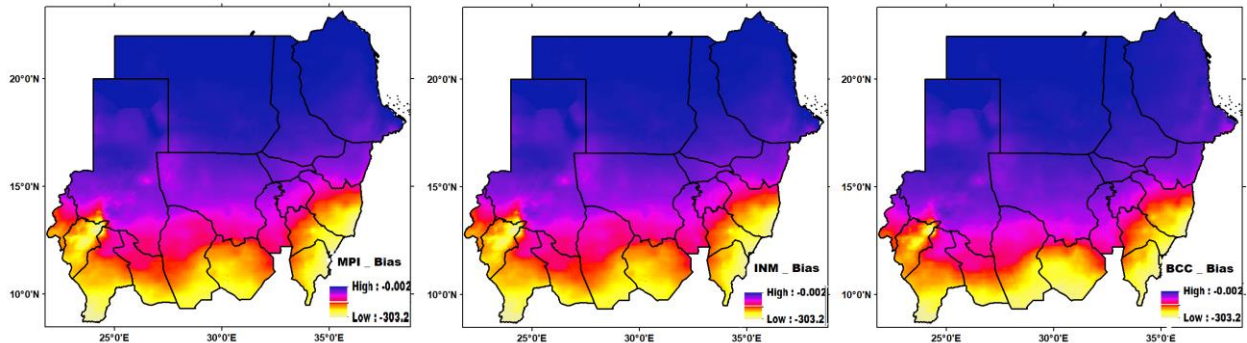 20°0'N
15°0'N
10°0'N
25°0'E 30°0'E 35°0'E
MPI _ Bias
High : -0.002
Low : -303.2
20°0'N
15°0'N
10°0'N
25°0'E 30°0'E 35°0'E
INM _ Bias
High : -0.002
Low : -303.2
20°0'N
15°0'N
10°0'N
25°0'E 30°0'E 35°0'E
BCC _ Bias
High : -0.002
Low : -303.2